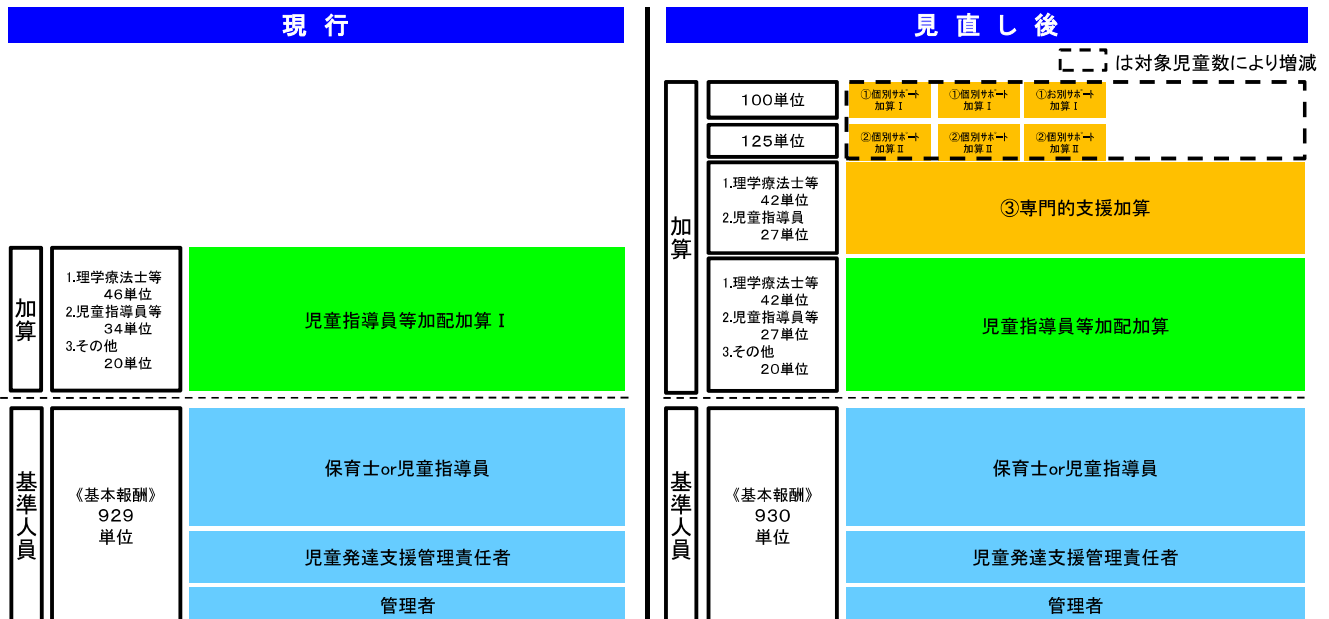 現行
加算
1.理学療法士等
46単位
2.児童指導員等
34単位
3.その他
20単位
児童指導員等加配加算Ⅰ
基準人員
《基本報酬》
929
単位
保育士or児童指導員
児童発達支援管理責任者
管理者
見直し後
は対象児童数により増減
加算
100単位
①個別サポート
加算Ⅰ
①個別サポート
加算Ⅰ
①お別サポート
加算Ⅰ
125単位
②個別サポート
加算Ⅱ
②個別サポート
加算Ⅱ
②個別サポート
加算Ⅱ
1.理学療法士等
42単位
2.児童指導員
27単位
③専門的支援加算
1.理学療法士等
42単位
2.児童指導員等
27単位
3.その他
20単位
児童指導員等加配加算
基準人員
《基本報酬》
930
単位
保育士or児童指導員
児童発達支援管理責任者
管理者